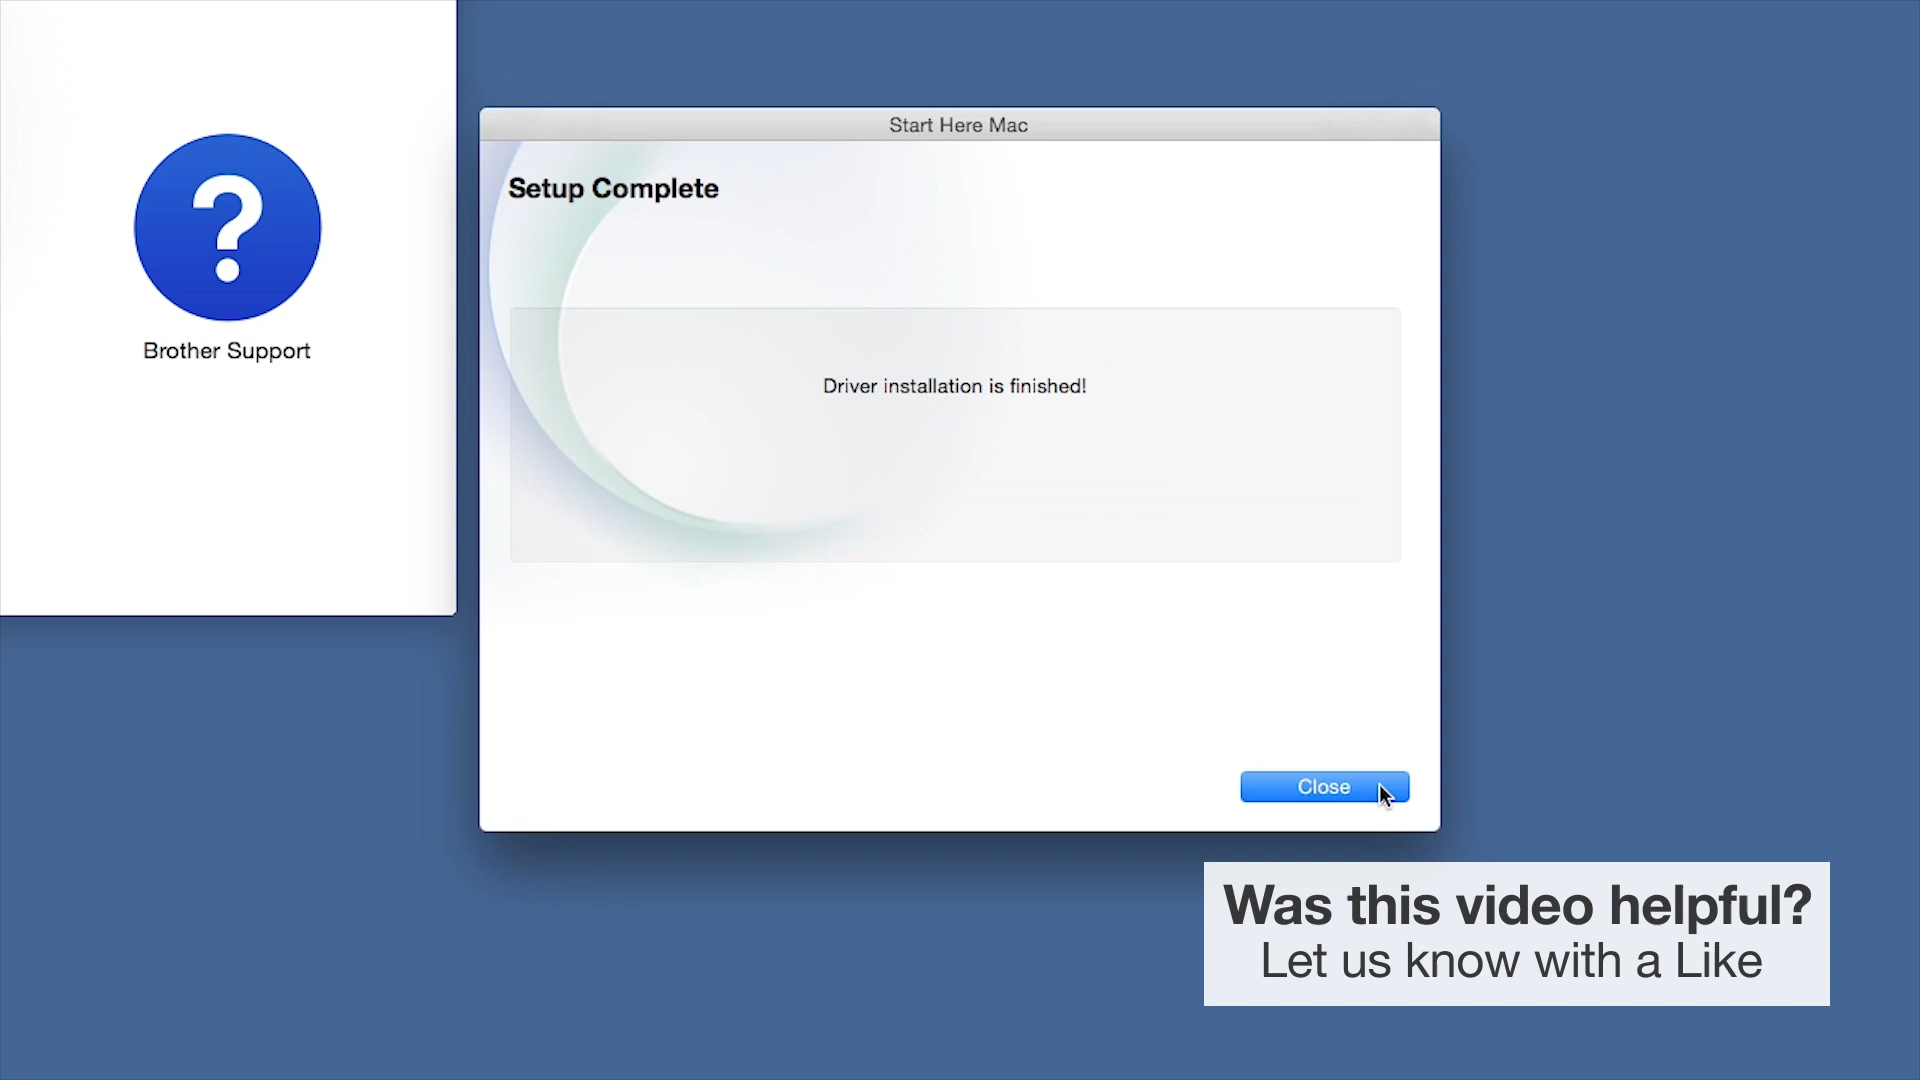 Start Here Mac
Setup Complete
?
Brother Support
Driver installation is finished!
Close
Was this video helpful?
Let us know with a Like